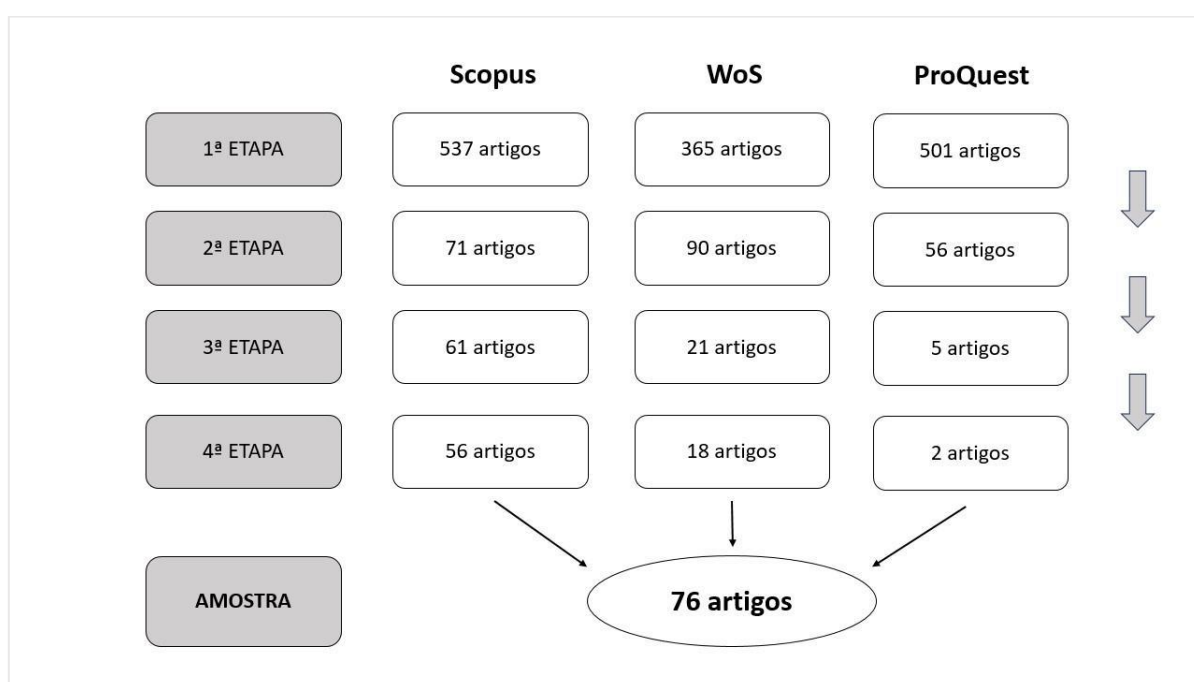 Scopus WoS ProQuest
1ª ETAPA 537 artigos 365 artigos 501 artigos
2ª ETAPA 71 artigos 90 artigos 56 artigos
3ª ETAPA 61 artigos 21 artigos 5 artigos
4ª ETAPA 56 artigos 18 artigos 2 artigos
AMOSTRA 76 artigos